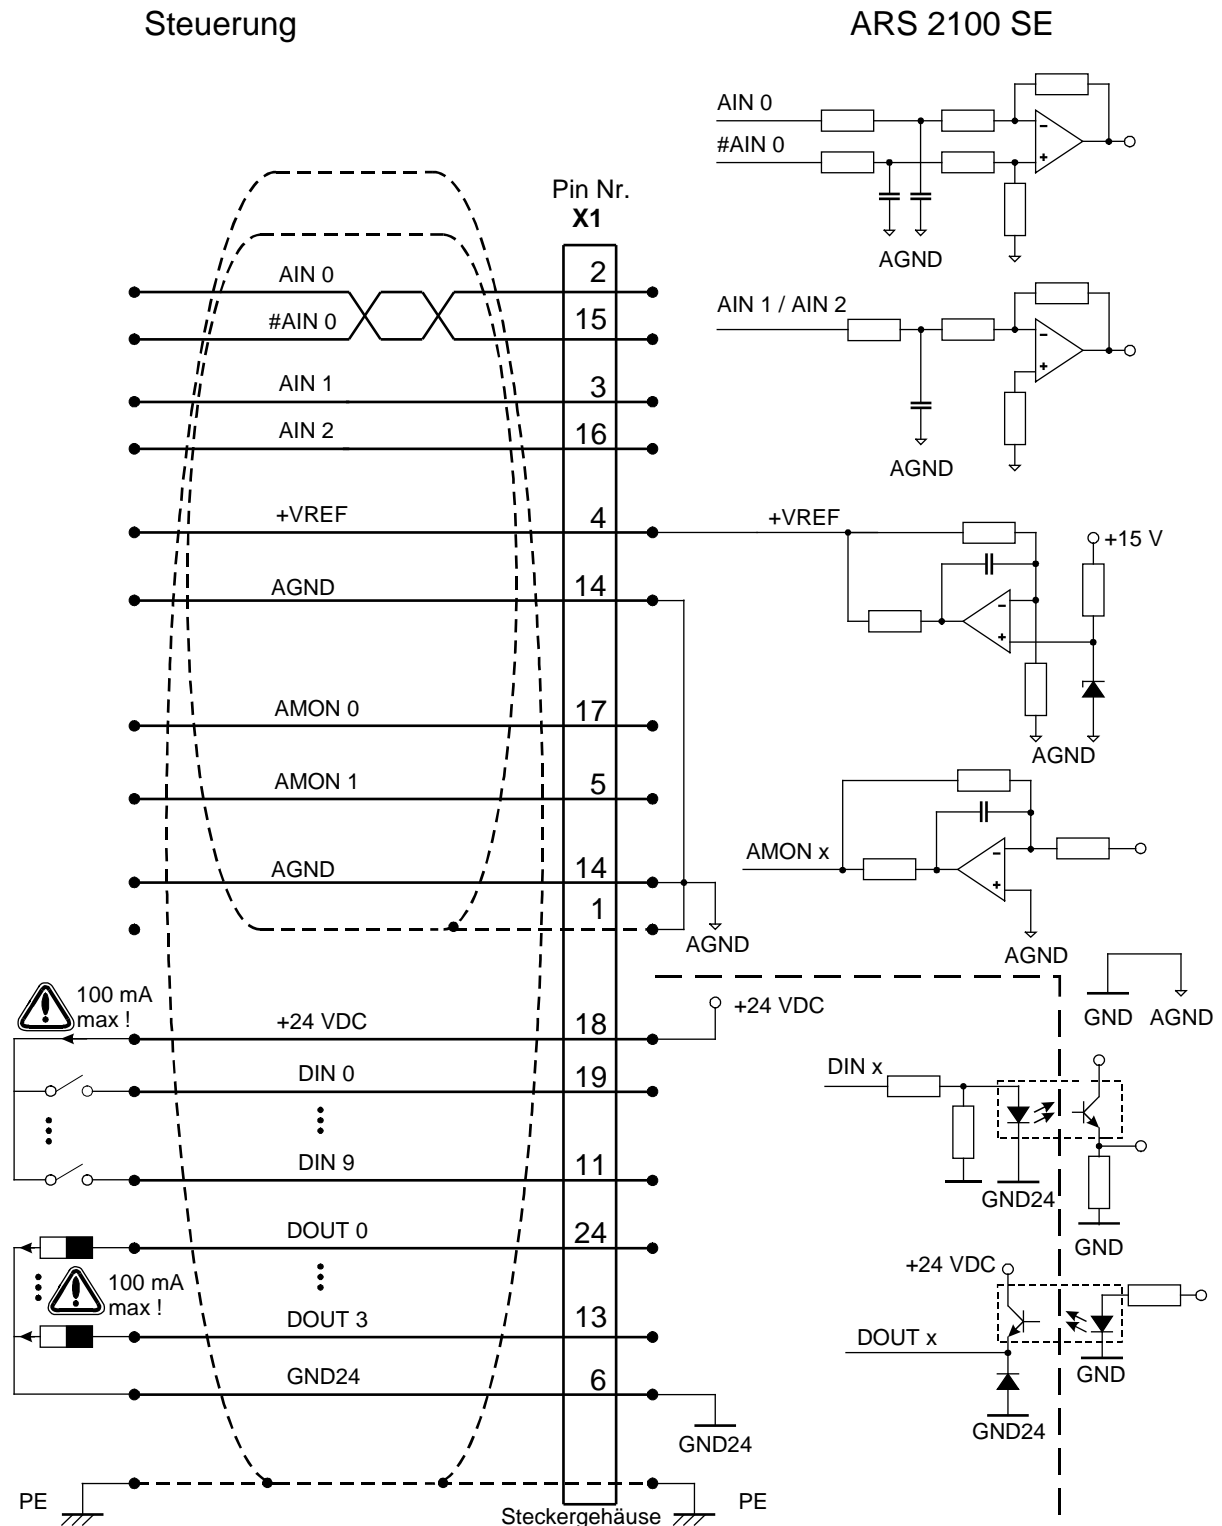 Steuerung
ARS 2100 SE
Pin Nr.
X1
AIN 0
2
#AIN 0
15
AIN 1
3
AIN 2
16
+VREF
4
AGND
14
AMON 0
17
AMON 1
5
AGND
14
1
AGND
100 mA
max !
+24 VDC
18
+24 VDC
DIN 0
19
DIN 9
11
DOUT 0
24
100 mA
max !
DOUT 3
13
GND24
6
GND24
PE
Steckergehäuse
PE
AIN 0
#AIN 0
-
+
AGND
AIN 1 / AIN 2
-
+
AGND
+VREF
+15 V
-
+
AGND
AMON x
-
+
AGND
GND
AGND
DIN x
GND24
GND
+24 VDC
DOUT x
GND
GND24